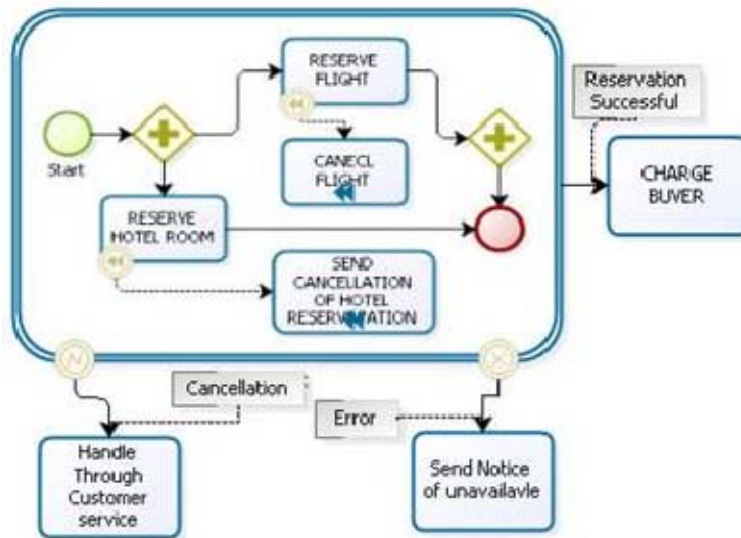 RESERVE
FLIGHT
Reservation
Successful
Start
CANECL
FLIGHT
CHARGE
BUVER
RESERVE
HOTEL ROOM
SEND
CANCELLATION
OF HOTEL
RESERVATION
Cancellation
Error
Handle
Through
Customer
service
Send Notice
of unavailavle